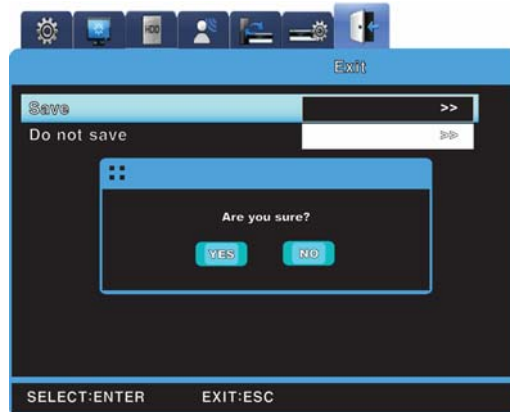 HDD
Exit
Save >>
Do not save >>
Are you sure?
YES NO
SELECT:ENTER EXIT:ESC